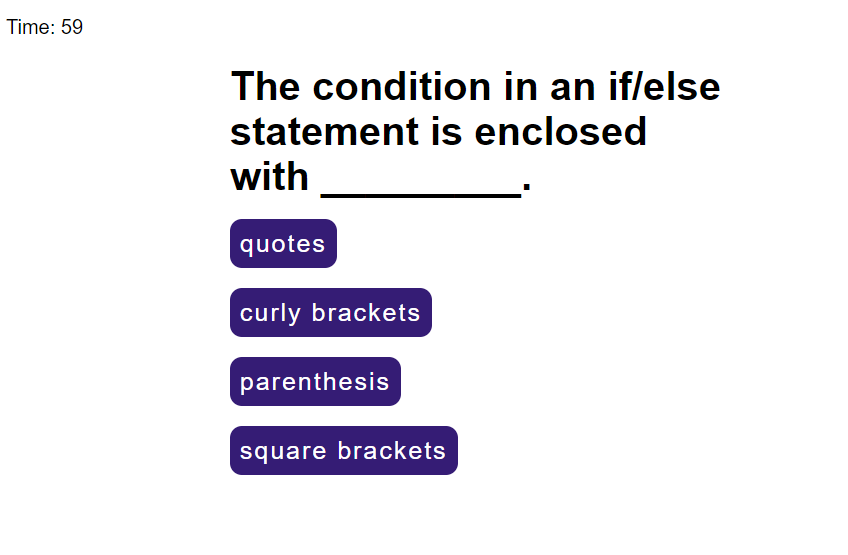 Time: 59
The condition in an if/else
statement is enclosed
with _________.
quotes
curly brackets
parenthesis
square brackets